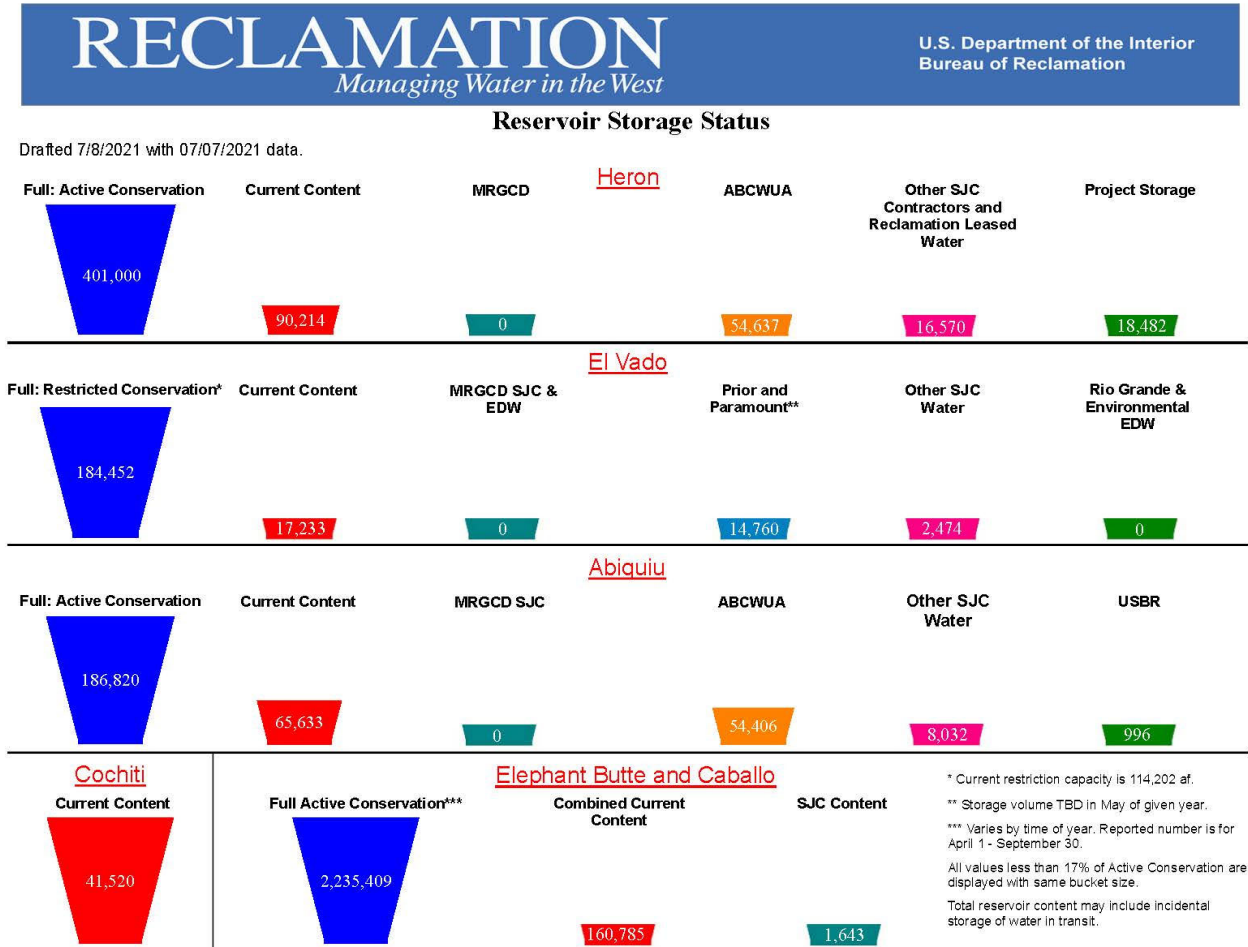 RECLAMATION
Managing Water in the West
U.S. Department of the Interior
Bureau of Reclamation
Reservoir Storage Status
Drafted 7/8/2021 with 07/07/2021 data.
Heron
Full: Active Conservation
Current Content
MRGCD
ABCWUA
Other SJC
Contractors and
Reclamation Leased
Water
Project Storage
401,000
90,214
0
54,637
16,570
18,482
El Vado
Full: Restricted Conservation*
Current Content
MRGCD SJC &
EDW
Prior and
Paramount**
Other SJC
Water
Rio Grande &
Environmental
EDW
184,452
17,233
0
14,760
2,474
0
Abiquiu
Full: Active Conservation
Current Content
MRGCD SJC
ABCWUA
Other SJC
Water
USBR
186,820
65,633
0
54,406
8,032
996
Cochiti
Current Content
41,520
Elephant Butte and Caballo
Full Active Conservation***
Combined Current
Content
SJC Content
2,235,409
160,785
1,643
* Current restriction capacity is 114,202 af.
** Storage volume TBD in May of given year.
*** Varies by time of year. Reported number is for
April 1 - September 30.
All values less than 17% of Active Conservation are
displayed with same bucket size.
Total reservoir content may include incidental
storage of water in transit.